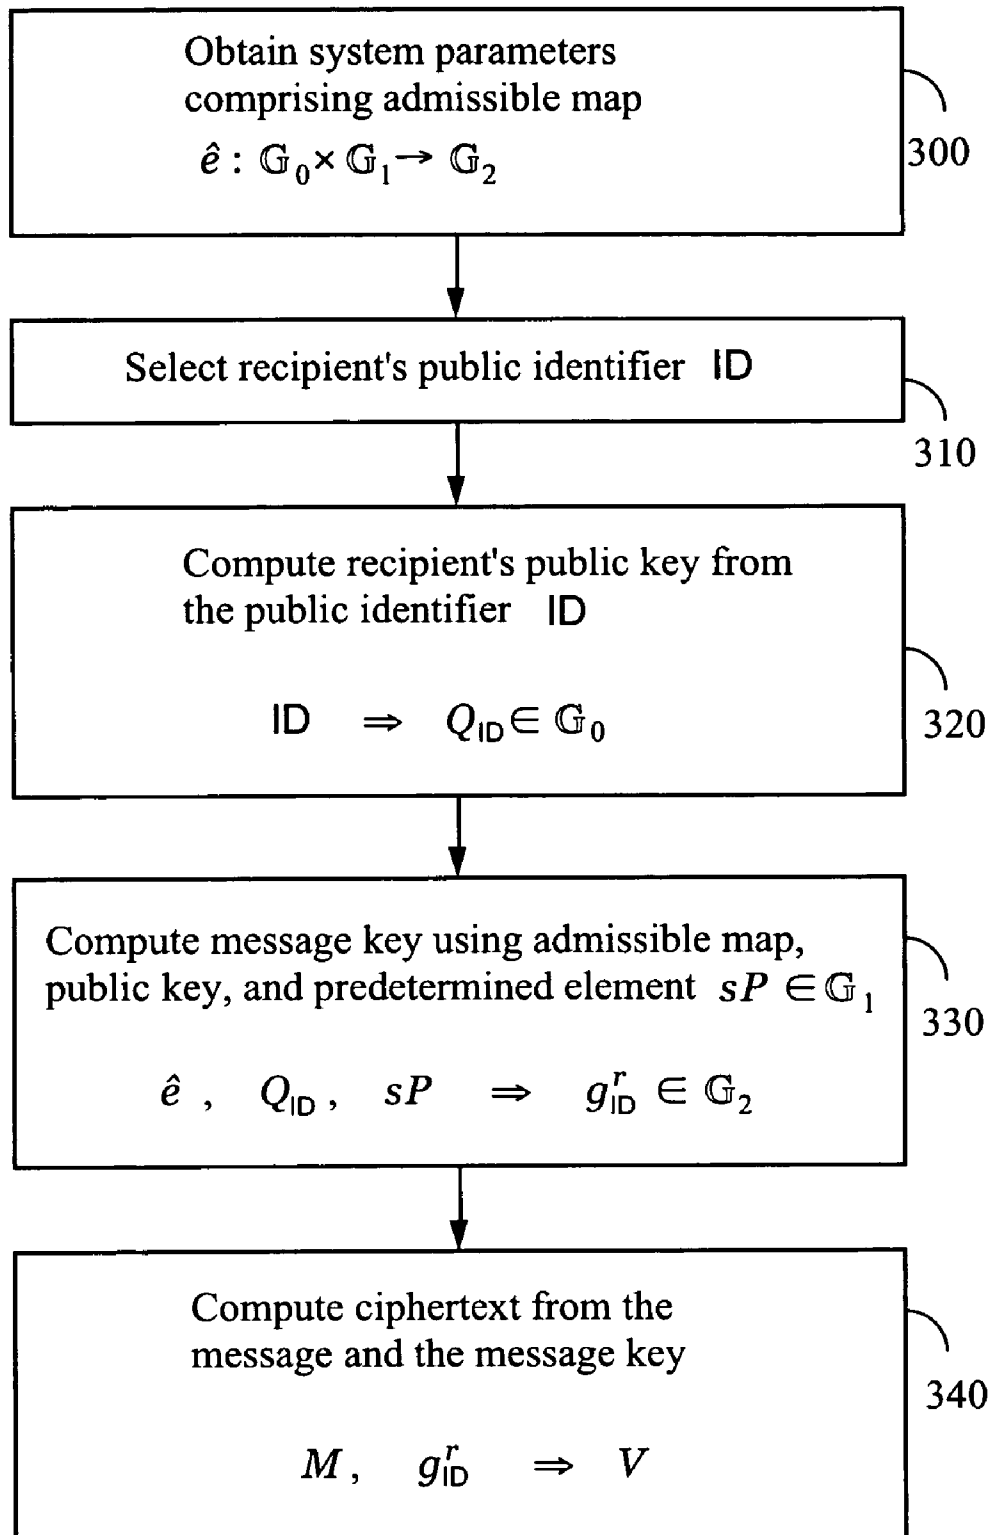 Obtain system parameters
comprising admissible map
ê : 𝔾₀ × 𝔾₁ → 𝔾₂
300
Select recipient's public identifier ID
310
Compute recipient's public key from
the public identifier ID
ID ⇒ Q_ID ∈ 𝔾₀
320
Compute message key using admissible map,
public key, and predetermined element sP ∈ 𝔾₁
330
ê , Q_ID , sP ⇒ g_ID^r ∈ 𝔾₂
Compute ciphertext from the
message and the message key
340
M , g_ID^r ⇒ V